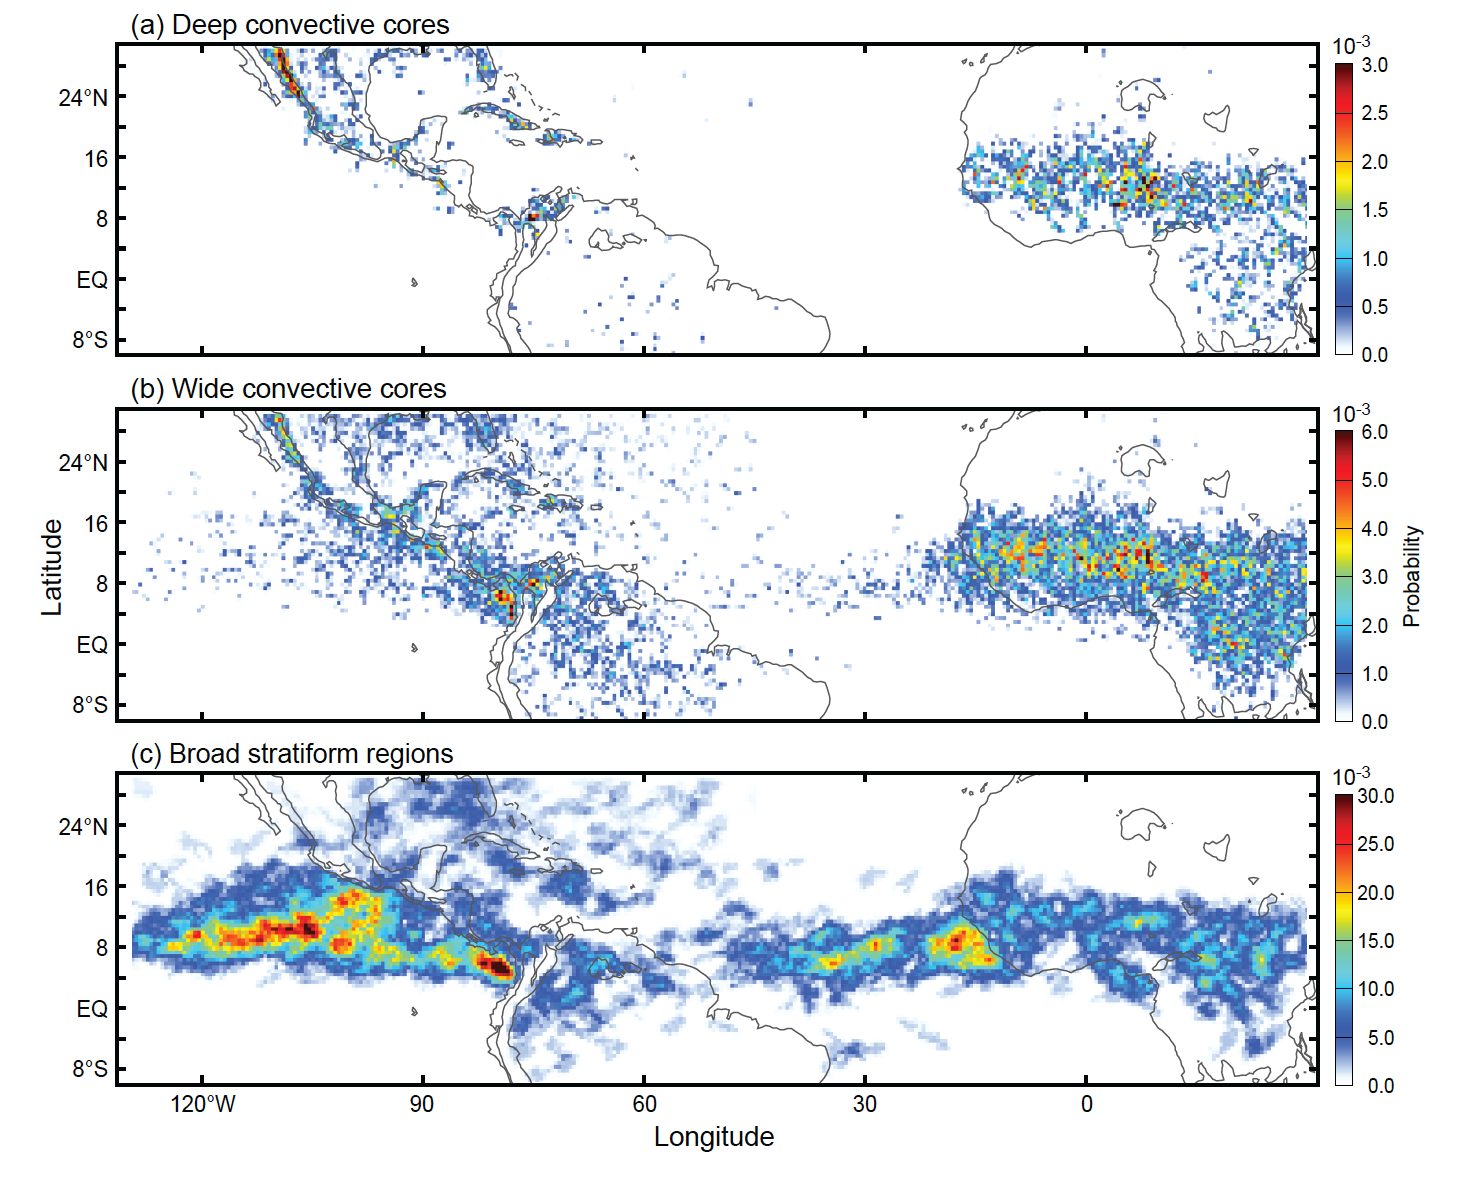 (a) Deep convective cores
10-3
3.0
24°N
2.5
16
2.0
8
1.5
EQ
1.0
0.5
8°S
0.0
(b) Wide convective cores
10-3
6.0
24°N
5.0
16
4.0
8
3.0
EQ
2.0
1.0
8°S
0.0
Latitude
Probability
(c) Broad stratiform regions
10-3
30.0
24°N
25.0
16
20.0
8
15.0
EQ
10.0
5.0
8°S
0.0
120°W 90 60 30 0
Longitude